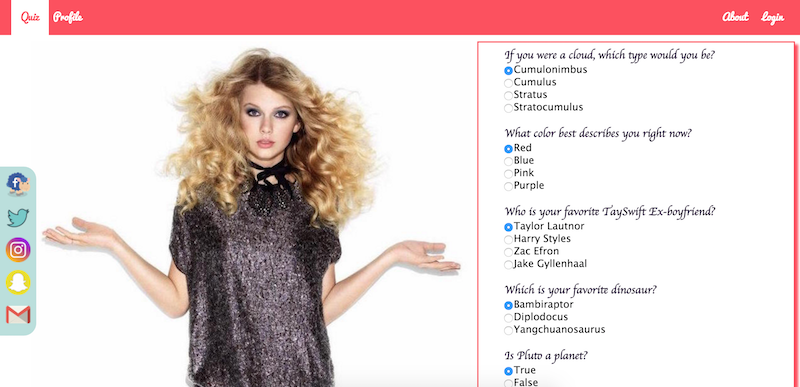 Quiz Profile About Login
If you were a cloud, which type would you be?
Cumulonimbus
Cumulus
Stratus
Stratocumulus
What color best describes you right now?
Red
Blue
Pink
Purple
Who is your favorite TaySwift Ex-boyfriend?
Taylor Lautnor
Harry Styles
Zac Efron
Jake Gyllenhaal
Which is your favorite dinosaur?
Bambiraptor
Diplodocus
Yangchuanosaurus
Is Pluto a planet?
True
False